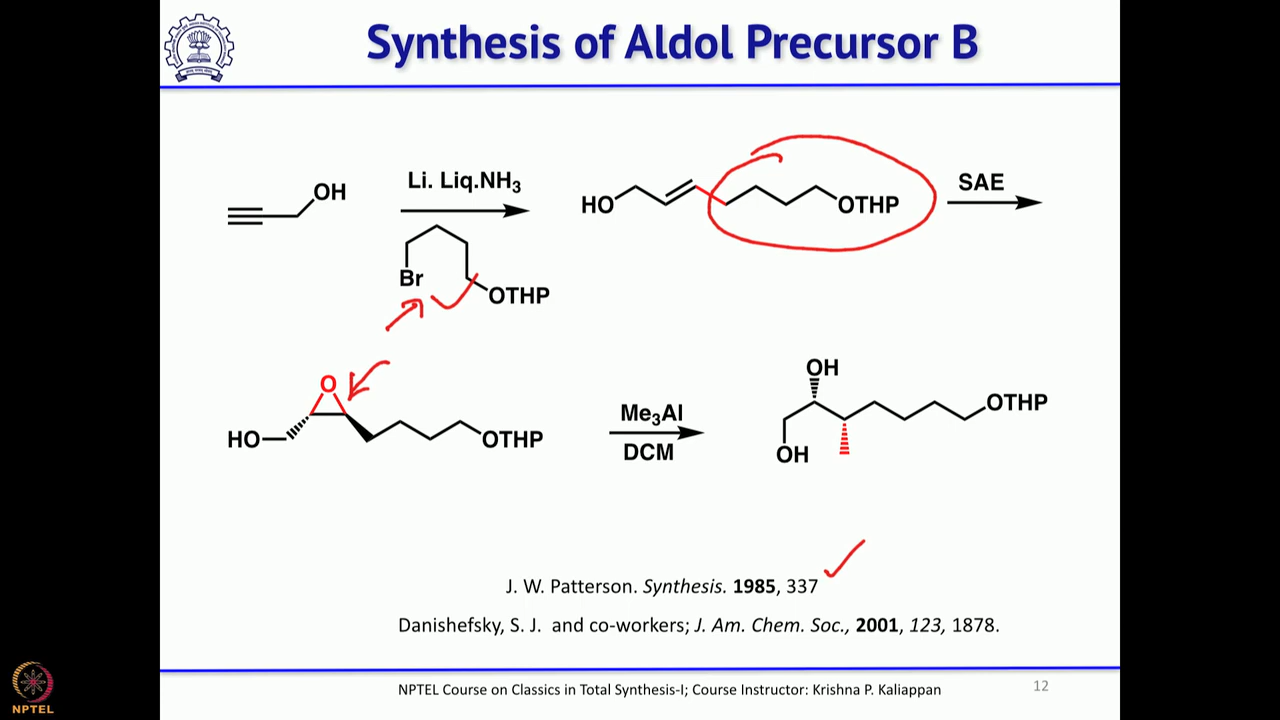 Synthesis of Aldol Precursor B
OH
Li. Liq.NH3
Br
OTHP
HO
OTHP
SAE
O
HO
OTHP
Me3Al
DCM
OH
OH
OTHP
J. W. Patterson. Synthesis. 1985, 337
Danishefsky, S. J. and co-workers; J. Am. Chem. Soc., 2001, 123, 1878.
NPTEL Course on Classics in Total Synthesis-I; Course Instructor: Krishna P. Kaliappan
12
NPTEL